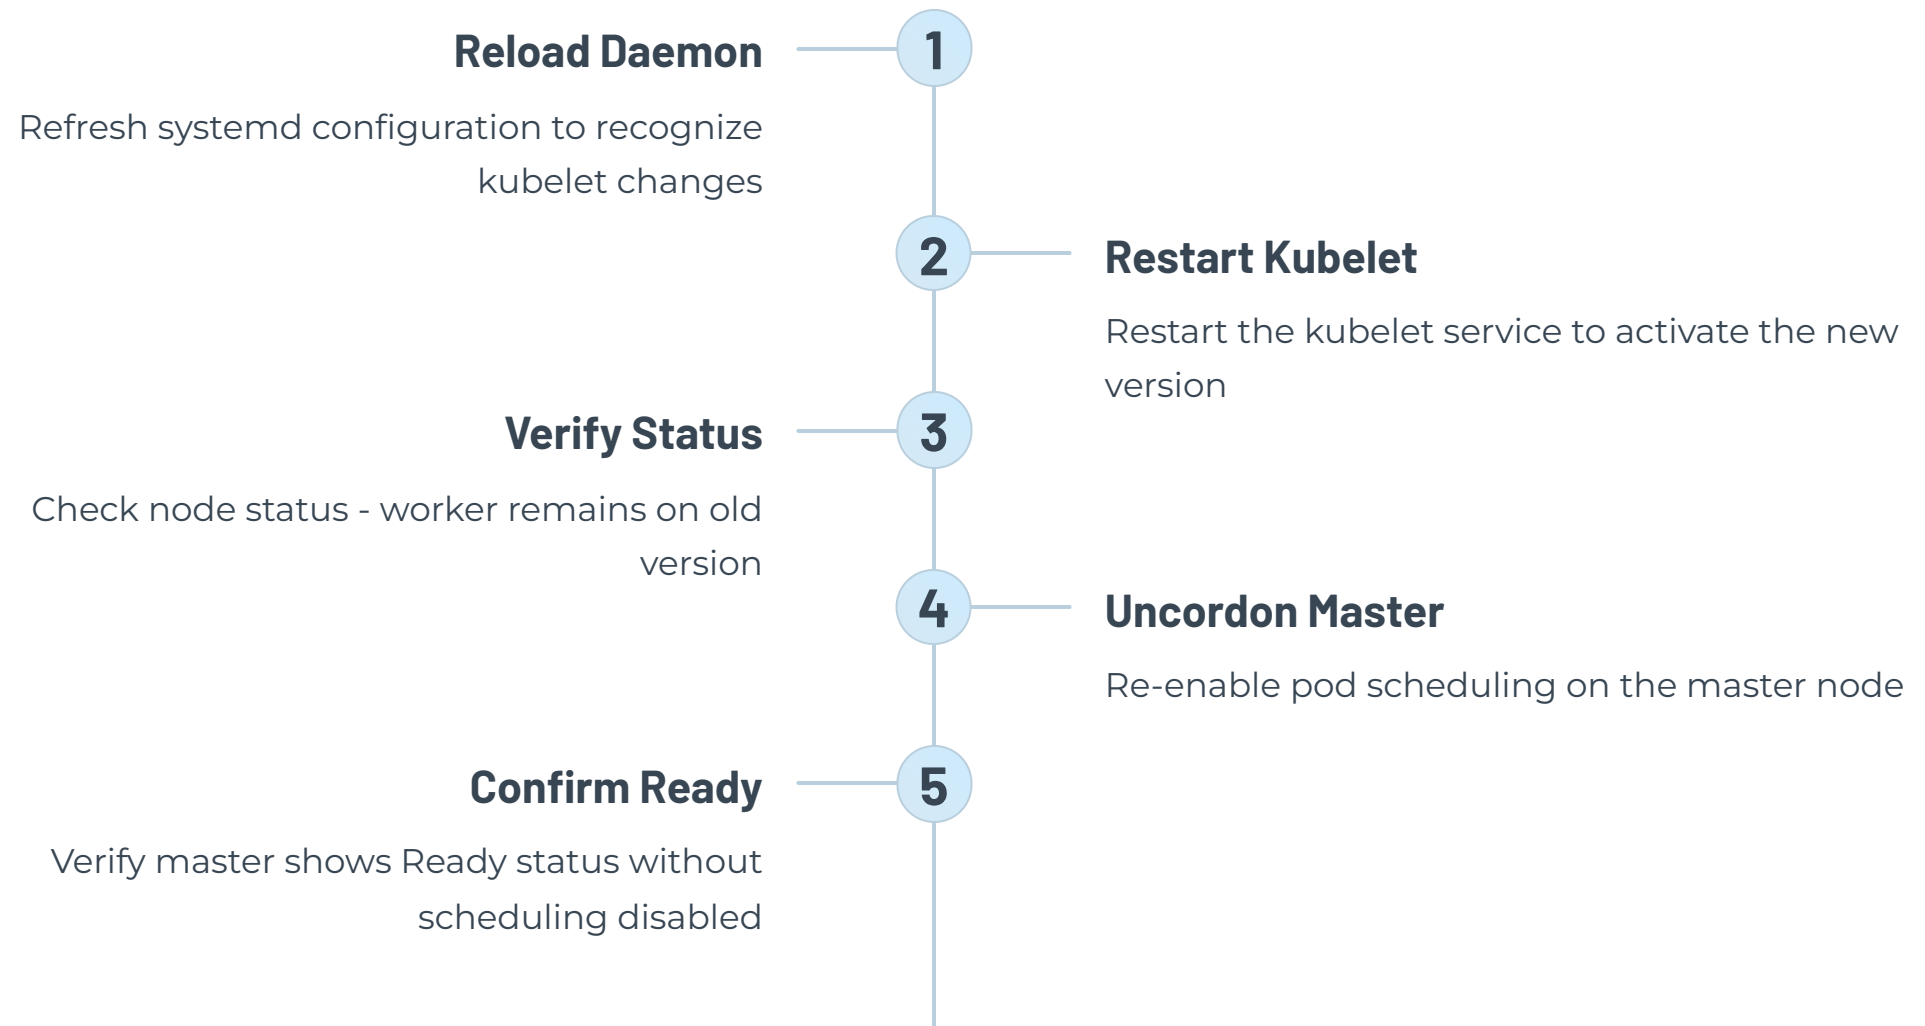 1
Reload Daemon
Refresh systemd configuration to recognize
kubelet changes
2
Restart Kubelet
Restart the kubelet service to activate the new
version
3
Verify Status
Check node status - worker remains on old
version
4
Uncordon Master
Re-enable pod scheduling on the master node
5
Confirm Ready
Verify master shows Ready status without
scheduling disabled